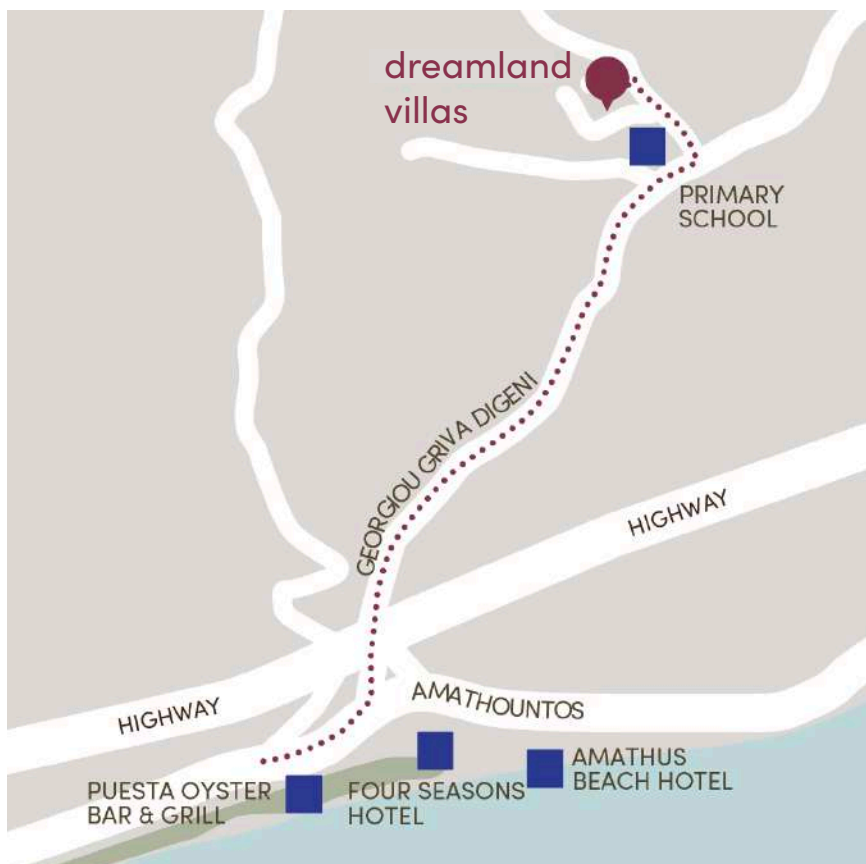 dreamland
villas
PRIMARY
SCHOOL
GEORGIOU GRIVA DIGENI
HIGHWAY
AMATHOUNTOS
HIGHWAY
AMATHUS
BEACH HOTEL
PUESTA OYSTER
BAR & GRILL
FOUR SEASONS
HOTEL